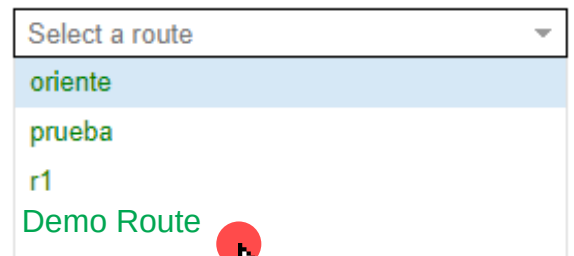 Select a route
oriente
prueba
r1
Demo Route